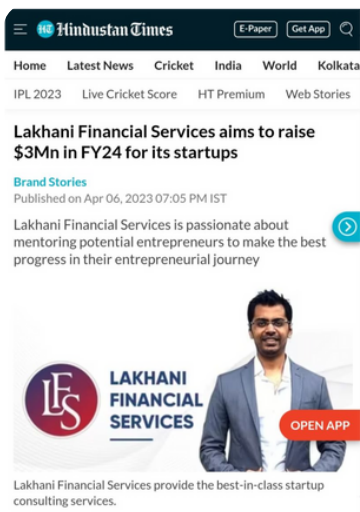 Hindustan Times
E-Paper
Get App
Home Latest News Cricket India World Kolkata
IPL 2023 Live Cricket Score HT Premium Web Stories
Lakhani Financial Services aims to raise
$3Mn in FY24 for its startups
Brand Stories
Published on Apr 06, 2023 07:05 PM IST
Lakhani Financial Services is passionate about
mentoring potential entrepreneurs to make the best
progress in their entrepreneurial journey
LFS
LAKHANI
FINANCIAL
SERVICES
OPEN APP
Lakhani Financial Services provide the best-in-class startup
consulting services.